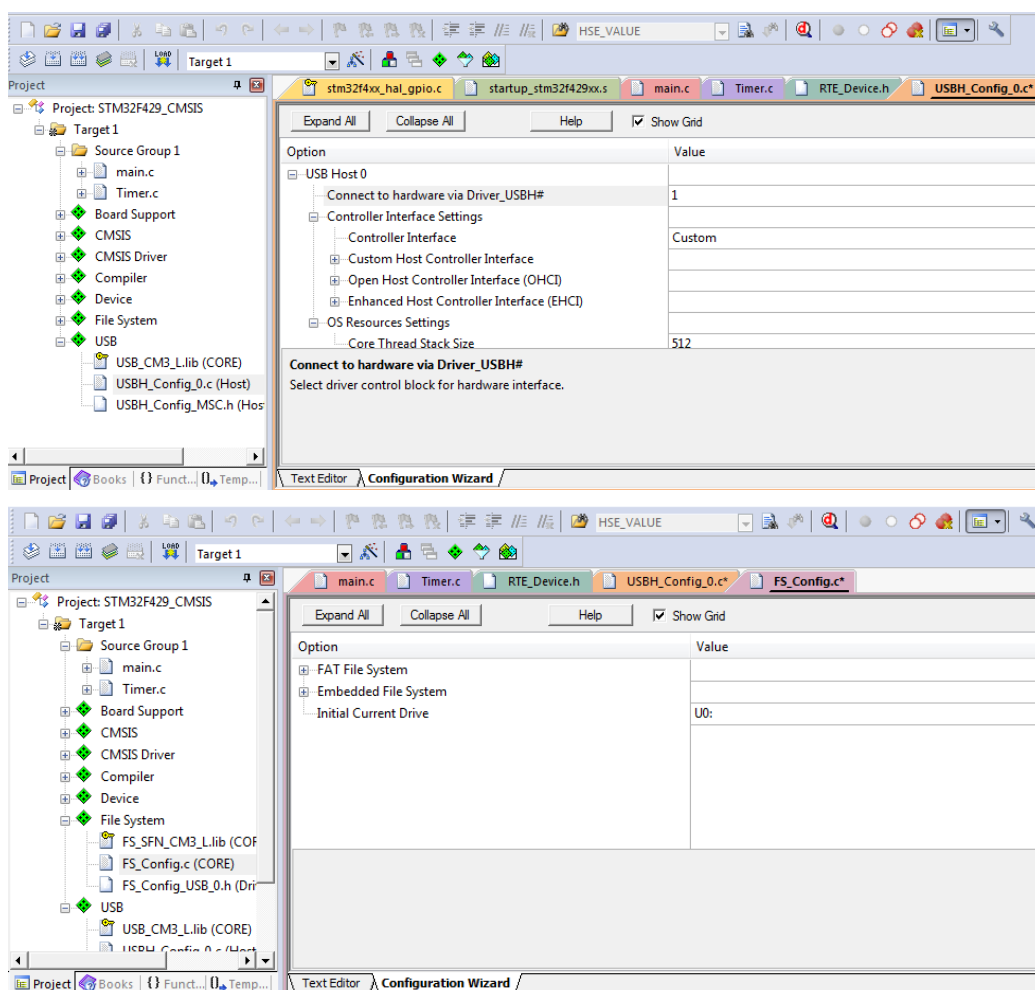 HSE_VALUE
LOAD Target 1
Project
stm32f4xx_hal_gpio.c startup_stm32f429xx.s main.c Timer.c RTE_Device.h USBH_Config_0.c*
Project: STM32F429_CMSIS
Target 1
Source Group 1
main.c
Timer.c
Board Support
CMSIS
CMSIS Driver
Compiler
Device
File System
USB
USB_CM3_L.lib (CORE)
USBH_Config_0.c (Host)
USBH_Config_MSC.h (Hos
Project Books {} Funct... 0 Temp...
Expand All Collapse All Help Show Grid
Option Value
USB Host 0
Connect to hardware via Driver_USBH# 1
Controller Interface Settings
Controller Interface Custom
Custom Host Controller Interface
Open Host Controller Interface (OHCI)
Enhanced Host Controller Interface (EHCI)
OS Resources Settings
Core Thread Stack Size 512
Connect to hardware via Driver_USBH#
Select driver control block for hardware interface.
Text Editor Configuration Wizard
HSE_VALUE
LOAD Target 1
Project
main.c Timer.c RTE_Device.h USBH_Config_0.c* FS_Config.c*
Project: STM32F429_CMSIS
Target 1
Source Group 1
main.c
Timer.c
Board Support
CMSIS
CMSIS Driver
Compiler
Device
File System
FS_SFN_CM3_L.lib (COF
FS_Config.c (CORE)
FS_Config_USB_0.h (Dri
USB
USB_CM3_L.lib (CORE)
USBH_Config_0.c (Host
Project Books {} Funct... 0 Temp...
Expand All Collapse All Help Show Grid
Option Value
FAT File System
Embedded File System
Initial Current Drive U0:
Text Editor Configuration Wizard